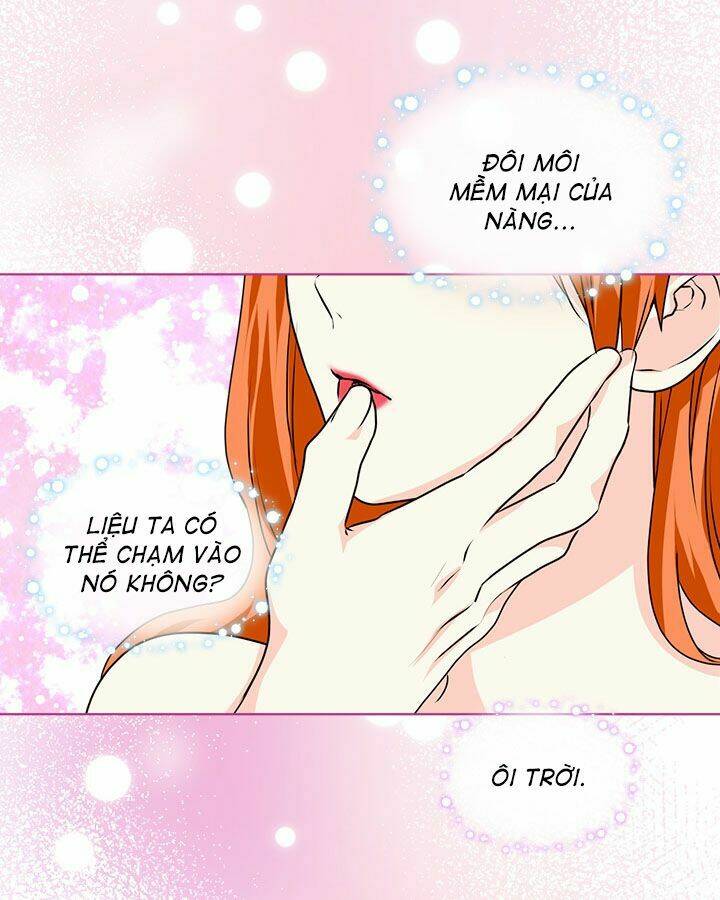 ĐÔI MÔI
MỀM MẠI CỦA
NÀNG...
LIỆU TA CÓ
THỂ CHẠM VÀO
NÓ KHÔNG?
ÔI TRỜI.